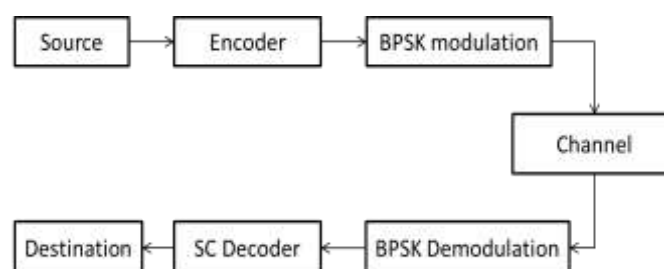 Source
Encoder
BPSK modulation
Channel
Destination
SC Decoder
BPSK Demodulation